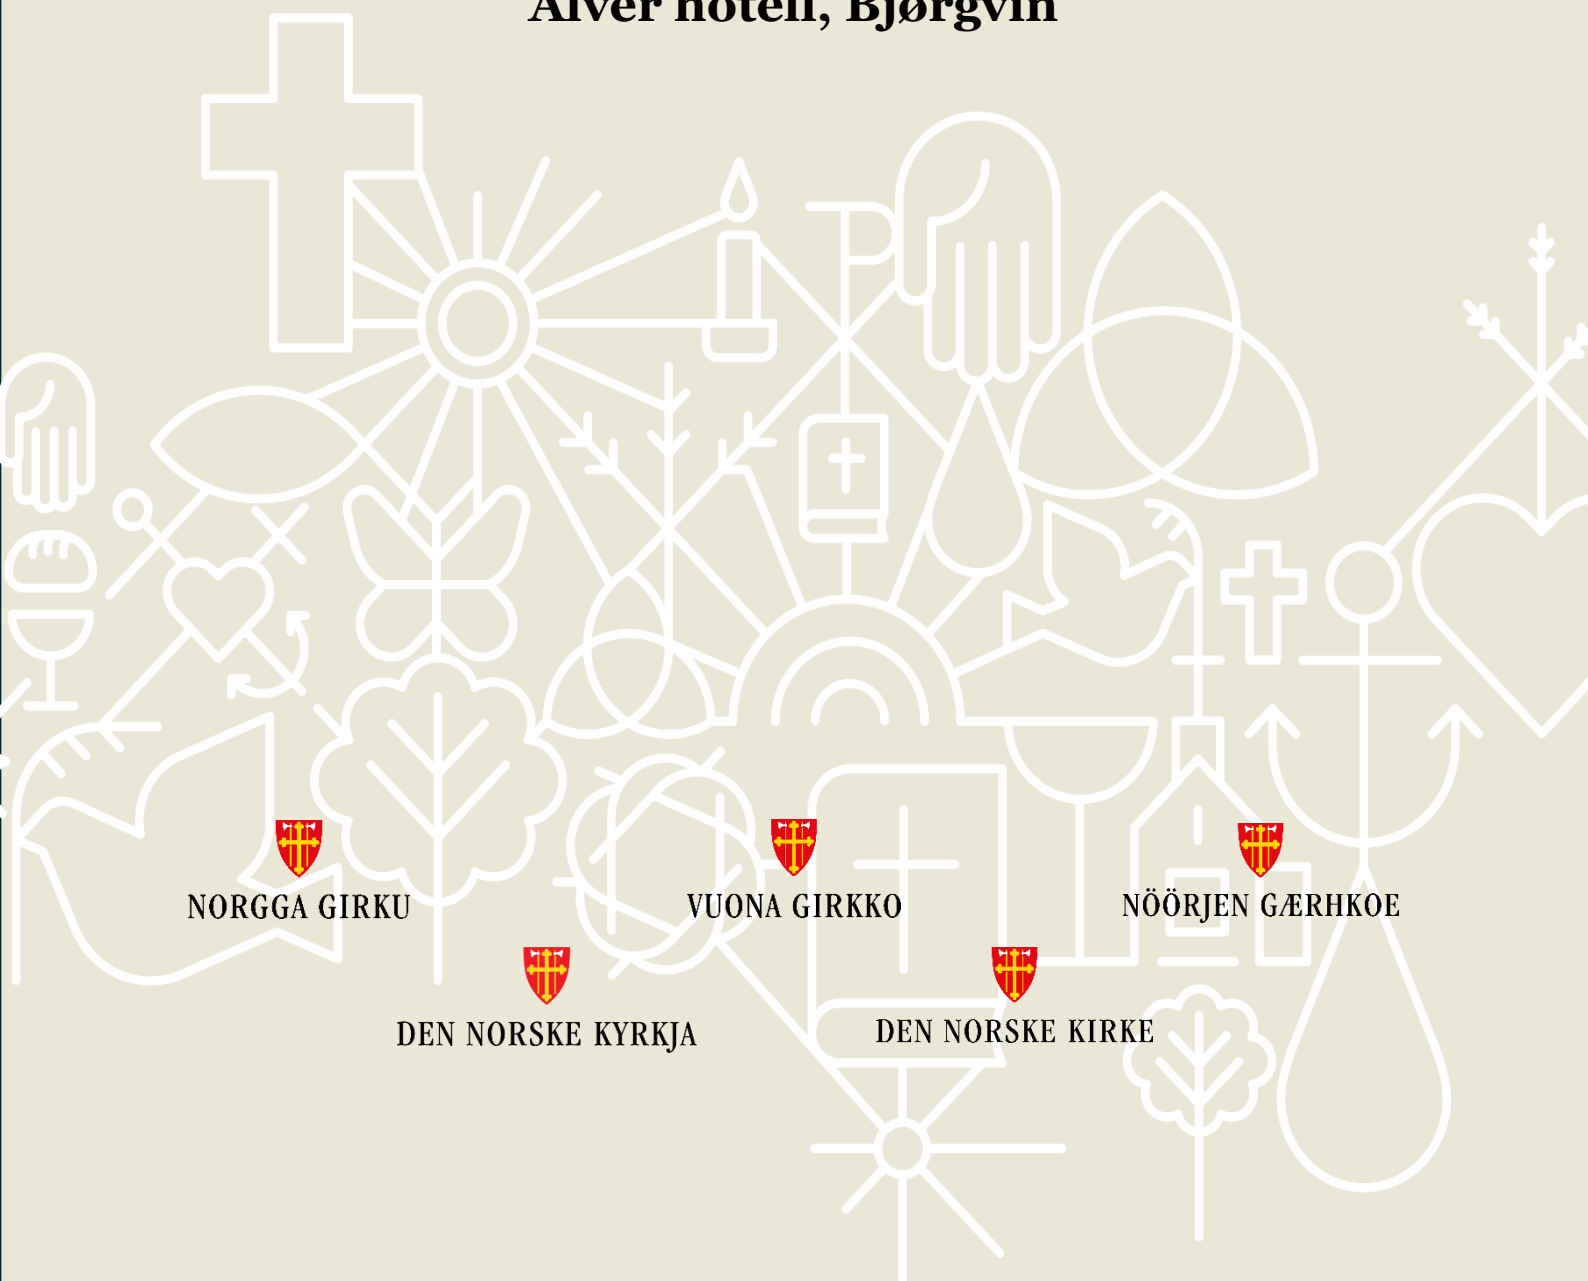 Alver hotell, Bjørgvin
NORGGA GIRKU
VUONA GIRKKO
NÖÖRJEN GÆRHKOE
DEN NORSKE KYRKJA
DEN NORSKE KIRKE